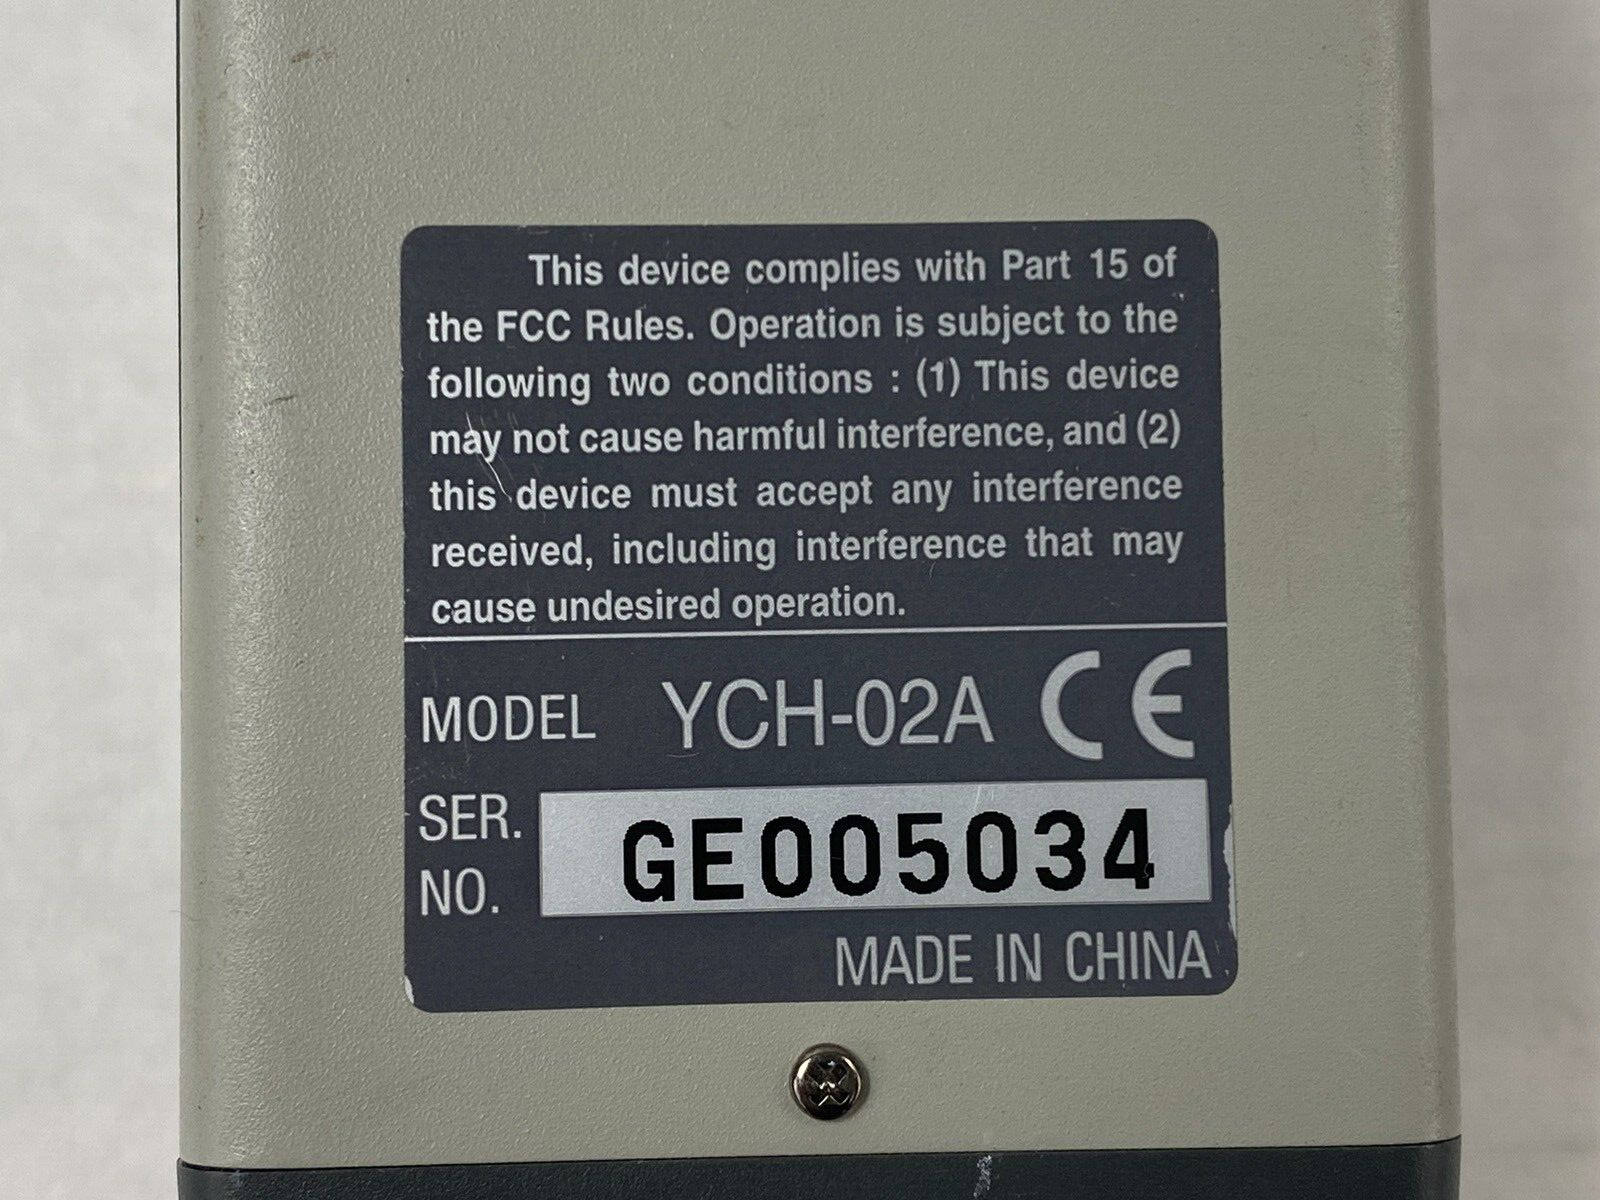 This device complies with Part 15 of
the FCC Rules. Operation is subject to the
following two conditions : (1) This device
may not cause harmful interference, and (2)
this device must accept any interference
received, including interference that may
cause undesired operation.
MODEL YCH-02A CE
SER. NO. GE005034
MADE IN CHINA